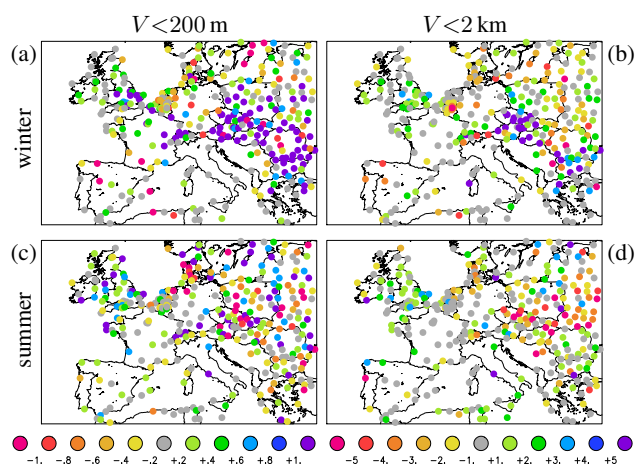 V<200 m V<2 km
(a) (b)
winter
(c) (d)
summer
-1. -.8 -.6 -.4 -.2 +.2 +.4 +.6 +.8 +1. -5 -4. -3. -2. -1. +1. +2. +3. +4. +5